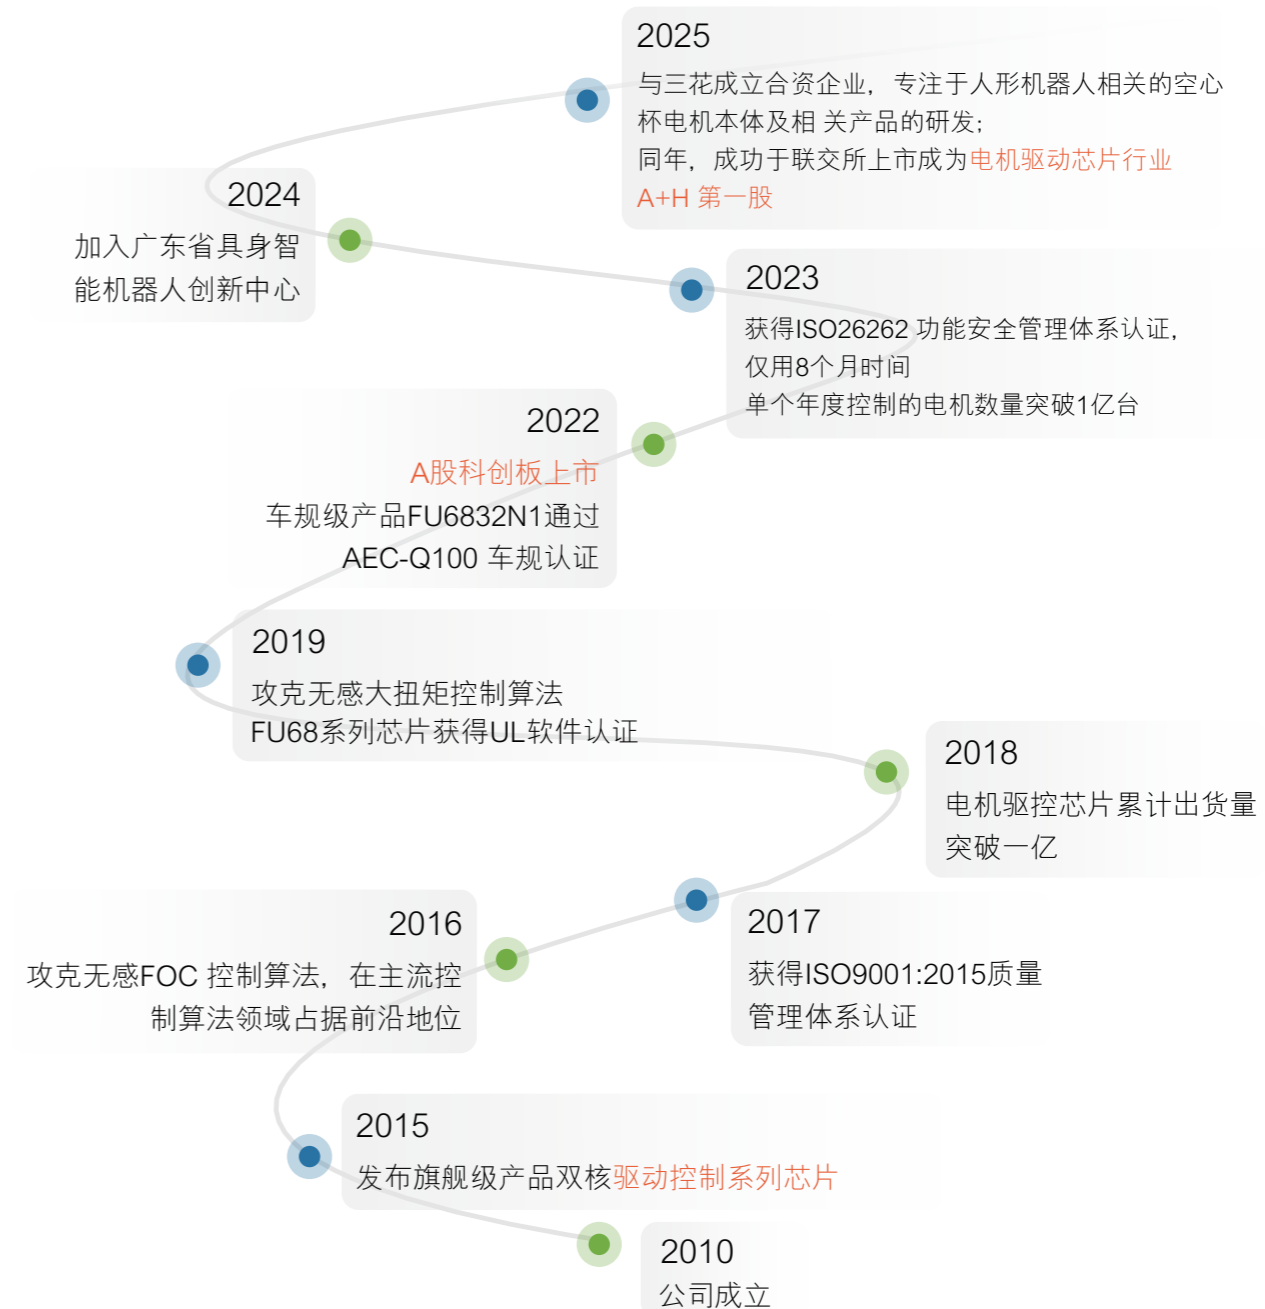 2025
与三花成立合资企业，专注于人形机器人相关的空心
杯电机本体及相 关产品的研发;
同年，成功于联交所上市成为电机驱动芯片行业
A+H 第一股
2024
加入广东省具身智
能机器人创新中心
2023
获得ISO26262 功能安全管理体系认证，
仅用8个月时间
单个年度控制的电机数量突破1亿台
2022
A股科创板上市
车规级产品FU6832N1通过
AEC-Q100 车规认证
2019
攻克无感大扭矩控制算法
FU68系列芯片获得UL软件认证
2018
电机驱控芯片累计出货量
突破一亿
2017
获得ISO9001:2015质量
管理体系认证
2016
攻克无感FOC 控制算法，在主流控
制算法领域占据前沿地位
2015
发布旗舰级产品双核驱动控制系列芯片
2010
公司成立